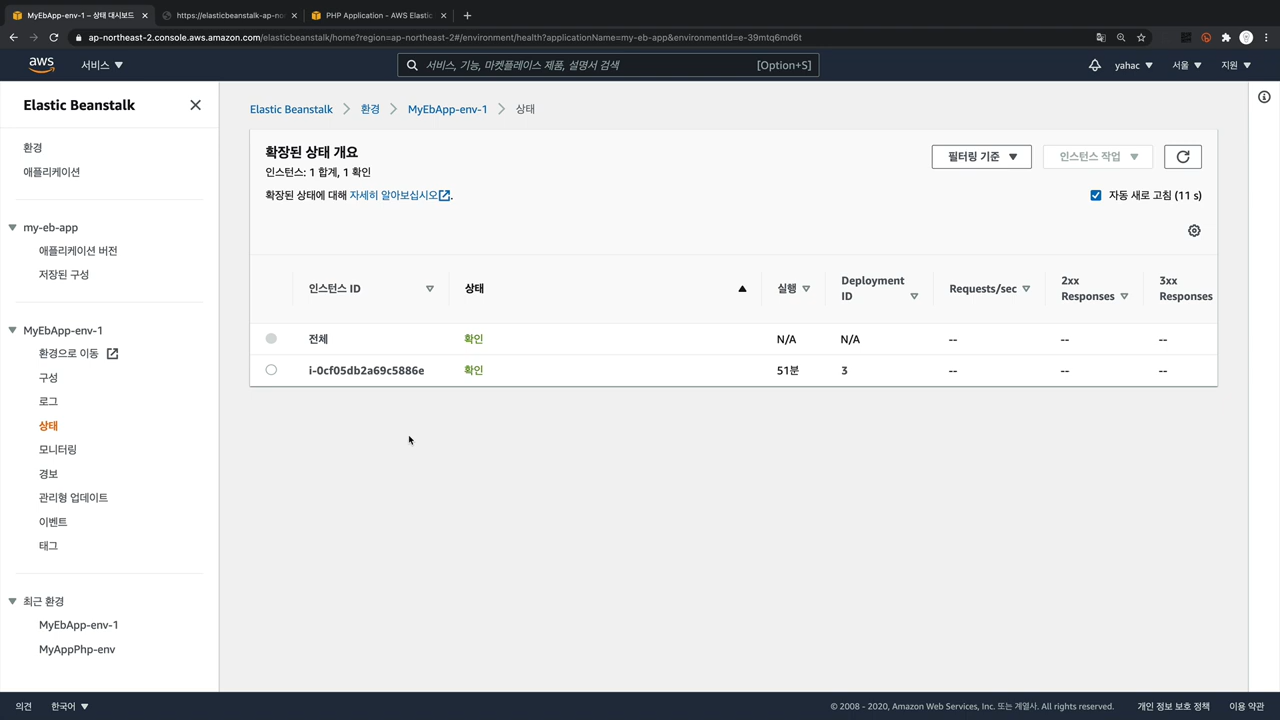 MyEbApp-env-1 – 상태 대시보드
https://elasticbeanstalk-ap-nor
PHP Application - AWS Elastic
ap-northeast-2.console.aws.amazon.com/elasticbeanstalk/home?region=ap-northeast-2#/environment/health?applicationName=my-eb-app&environmentId=e-39mtq6md6t
aws
서비스
서비스, 기능, 마켓플레이스 제품, 설명서 검색
[Option+S]
yahac
서울
지원
Elastic Beanstalk
환경
애플리케이션
my-eb-app
애플리케이션 버전
저장된 구성
MyEbApp-env-1
환경으로 이동
구성
로그
상태
모니터링
경보
관리형 업데이트
이벤트
태그
최근 환경
MyEbApp-env-1
MyAppPhp-env
Elastic Beanstalk
환경
MyEbApp-env-1
상태
확장된 상태 개요
인스턴스: 1 합계, 1 확인
확장된 상태에 대해 자세히 알아보십시오.
필터링 기준
인스턴스 작업
자동 새로 고침 (11 s)
인스턴스 ID
상태
실행
Deployment
ID
Requests/sec
2xx
Responses
3xx
Responses
전체 확인 N/A N/A -- -- --
i-0cf05db2a69c5886e 확인 51분 3 -- -- --
의견
한국어
© 2008 - 2020, Amazon Web Services, Inc. 또는 계열사. All rights reserved.
개인 정보 보호 정책
이용 약관